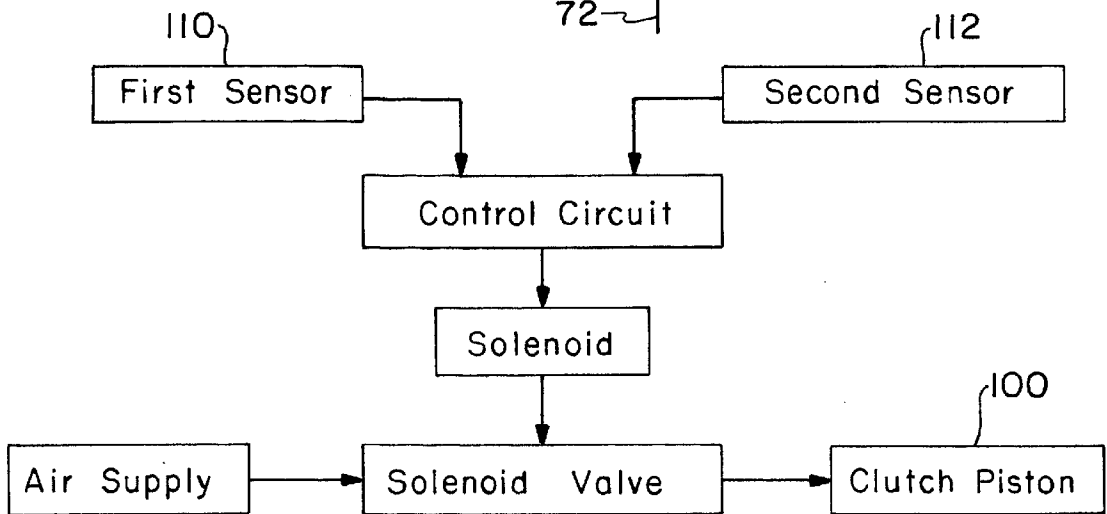 72
110
112
First Sensor
Second Sensor
Control Circuit
Solenoid
100
Air Supply
Solenoid Valve
Clutch Piston